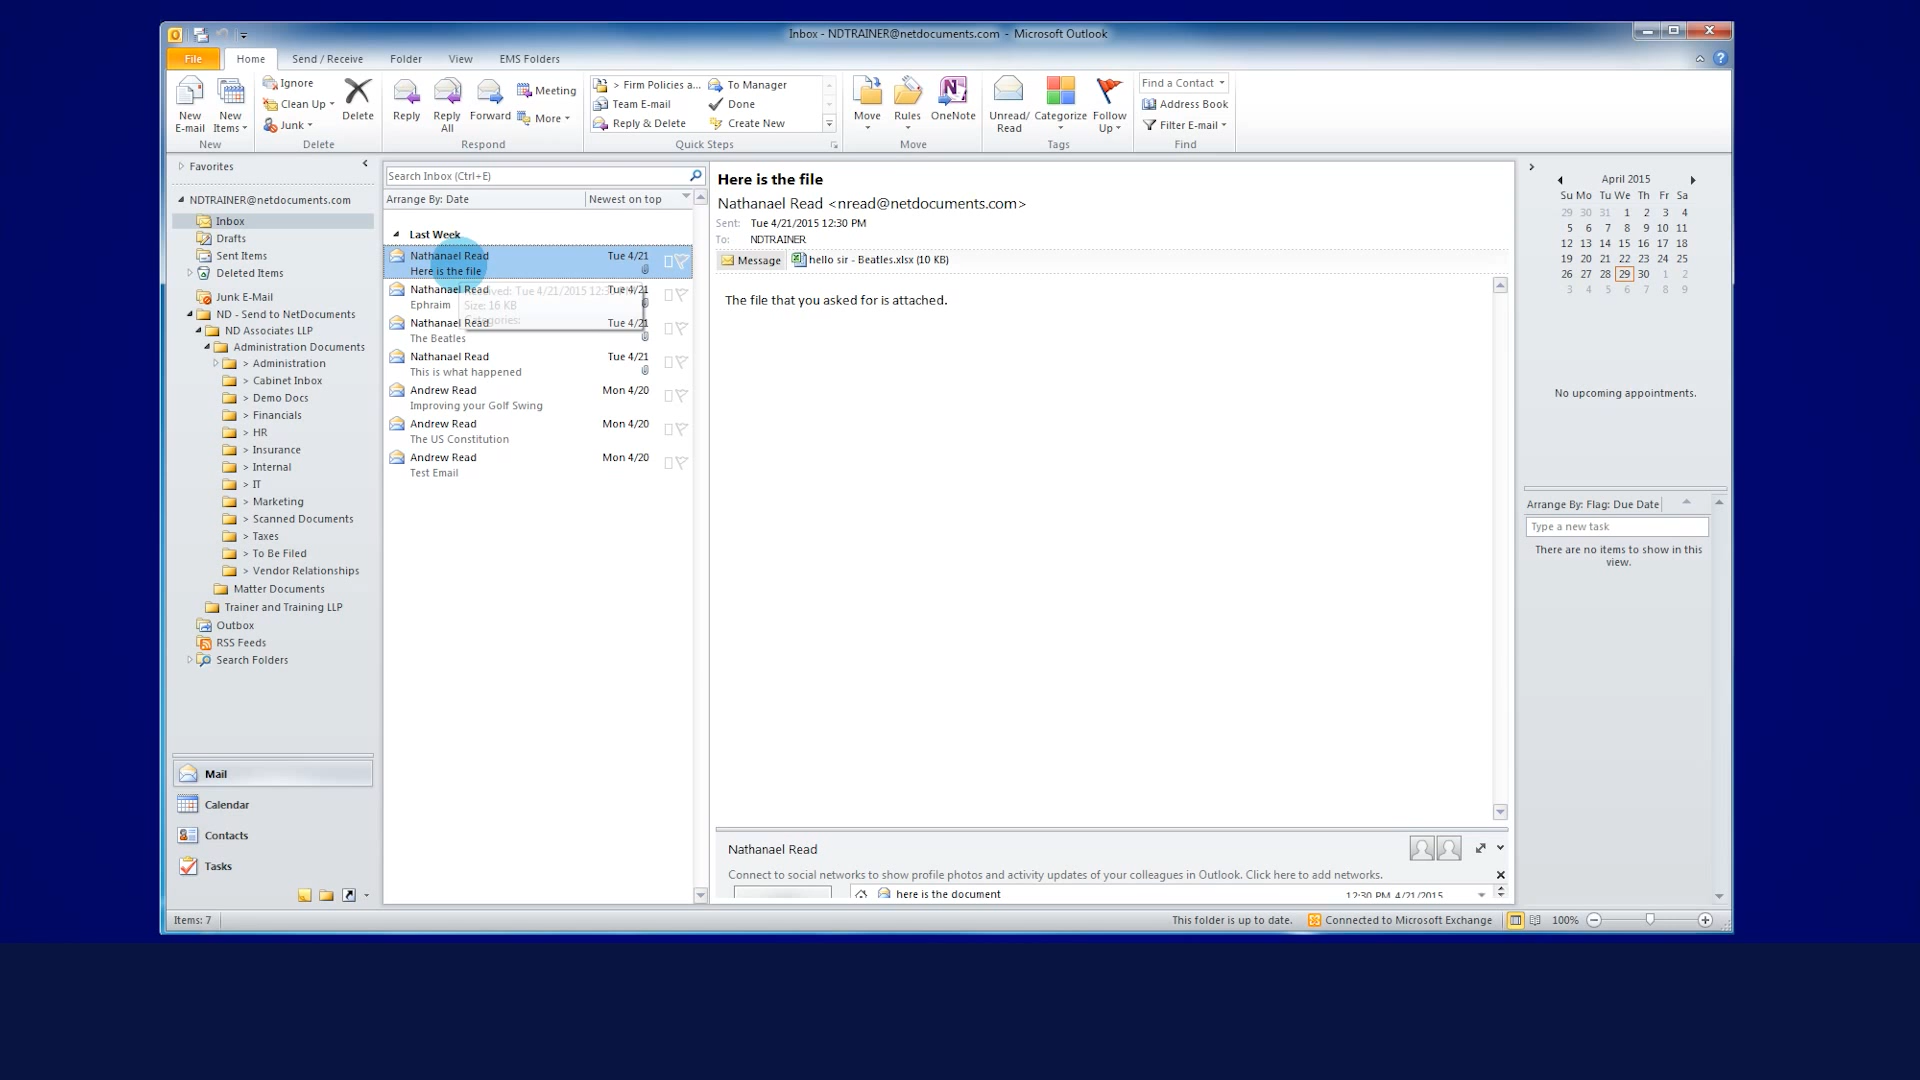 Inbox - NDTRAINER@netdocuments.com - Microsoft Outlook
File Home Send / Receive Folder View EMS Folders
New E-mail
New Items
New
Ignore
Clean Up
Junk
Delete
Delete
Reply
Reply All
Forward
Meeting
More
Respond
> Firm Policies a...
To Manager
Team E-mail
Done
Reply & Delete
Create New
Quick Steps
Move
Rules
OneNote
Move
Unread/ Read
Categorize
Follow Up
Tags
Find a Contact
Address Book
Filter E-mail
Find
Favorites
NDTRAINER@netdocuments.com
Inbox
Drafts
Sent Items
Deleted Items
Junk E-Mail
ND - Send to NetDocuments
ND Associates LLP
Administration Documents
> Administration
> Cabinet Inbox
> Demo Docs
> Financials
> HR
> Insurance
> Internal
> IT
> Marketing
> Scanned Documents
> Taxes
> To Be Filed
> Vendor Relationships
Matter Documents
Trainer and Training LLP
Outbox
RSS Feeds
Search Folders
Mail
Calendar
Contacts
Tasks
Search Inbox (Ctrl+E)
Arrange By: Date Newest on top
Last Week
Nathanael Read Tue 4/21
Here is the file
Nathanael Read Tue 4/21
Ephraim
Size: 16 KB
Nathanael Read Tue 4/21
The Beatles
Nathanael Read Tue 4/21
This is what happened
Andrew Read Mon 4/20
Improving your Golf Swing
Andrew Read Mon 4/20
The US Constitution
Andrew Read Mon 4/20
Test Email
Here is the file
Nathanael Read <nread@netdocuments.com>
Sent: Tue 4/21/2015 12:30 PM
To: NDTRAINER
Message hello sir - Beatles.xlsx (10 KB)
The file that you asked for is attached.
Nathanael Read
Connect to social networks to show profile photos and activity updates of your colleagues in Outlook. Click here to add networks.
here is the document 12:30 PM 4/21/2015
April 2015
Su Mo Tu We Th Fr Sa
29 30 31 1 2 3 4
5 6 7 8 9 10 11
12 13 14 15 16 17 18
19 20 21 22 23 24 25
26 27 28 29 30 1 2
3 4 5 6 7 8 9
No upcoming appointments.
Arrange By: Flag: Due Date
Type a new task
There are no items to show in this
view.
Items: 7
This folder is up to date. Connected to Microsoft Exchange 100%